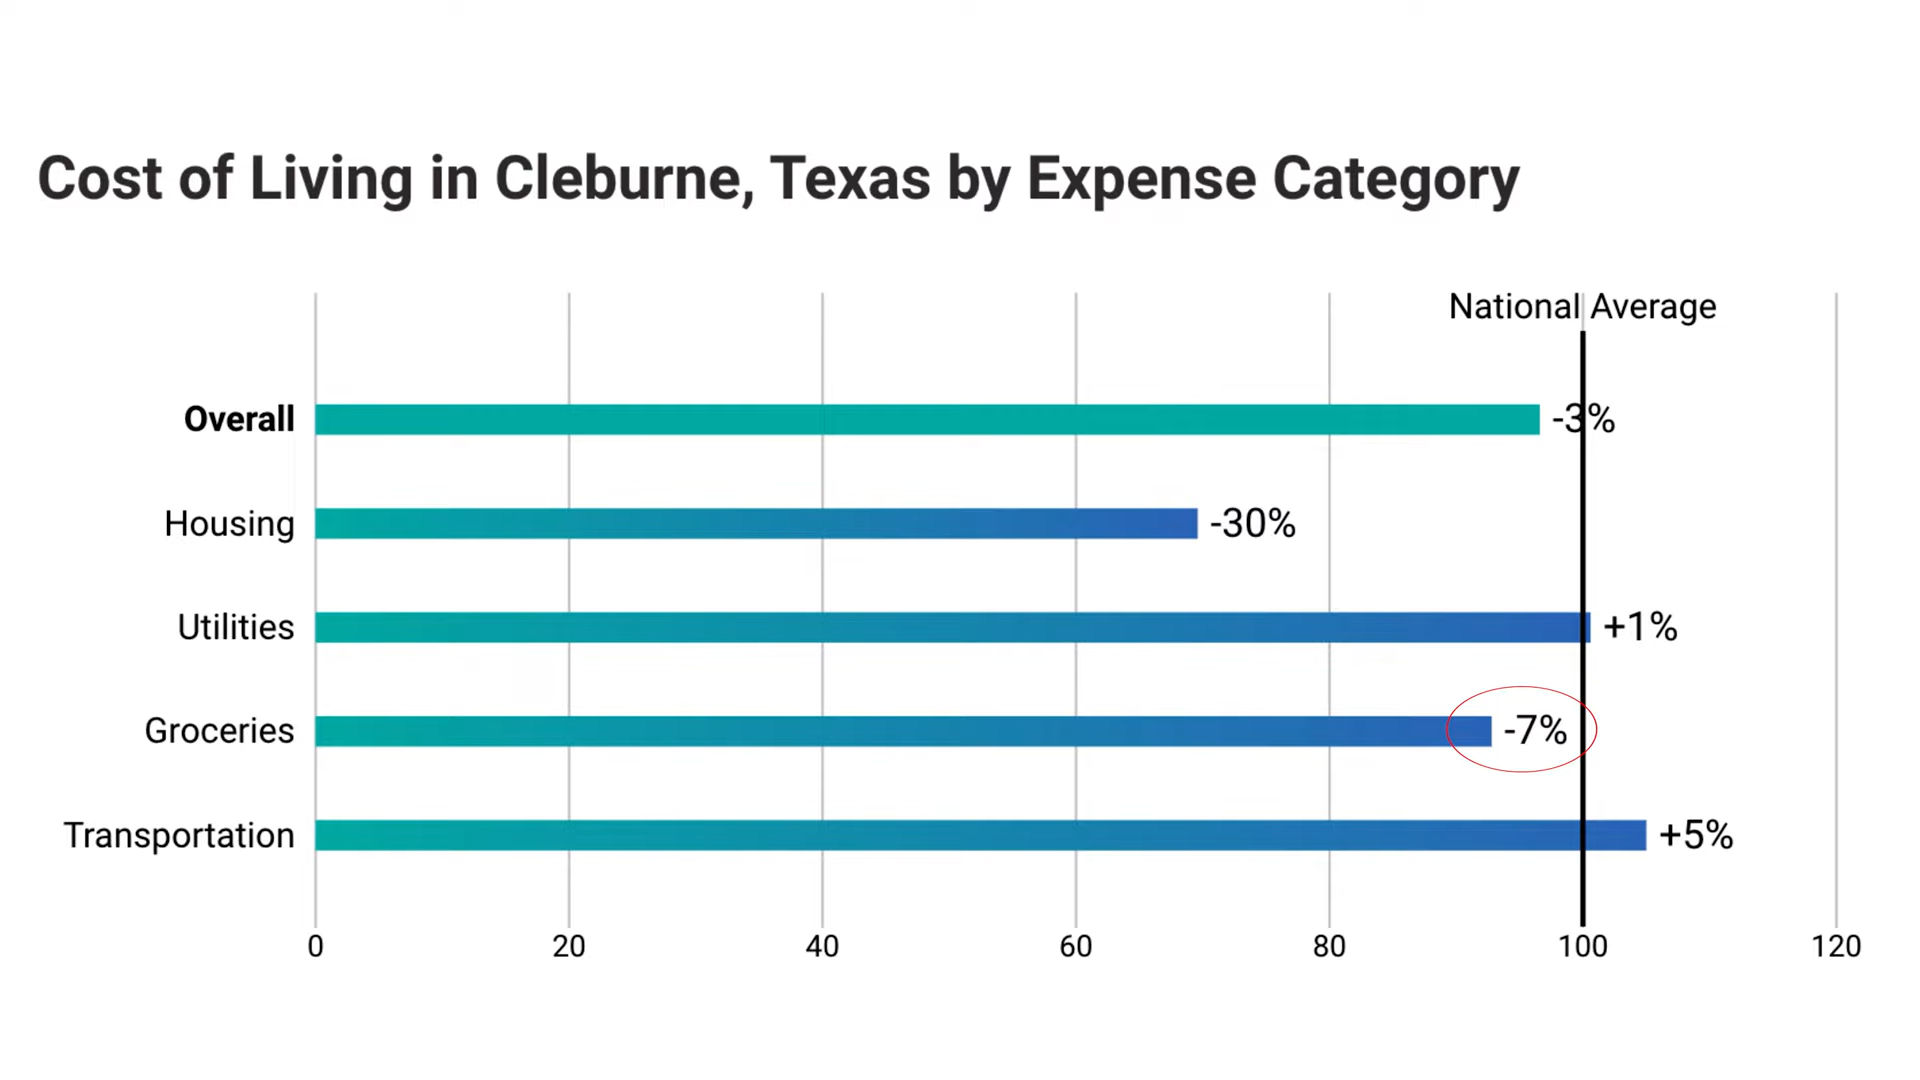 Cost of Living in Cleburne, Texas by Expense Category
National Average
Overall -3%
Housing -30%
Utilities +1%
Groceries -7%
Transportation +5%
0 20 40 60 80 100 120